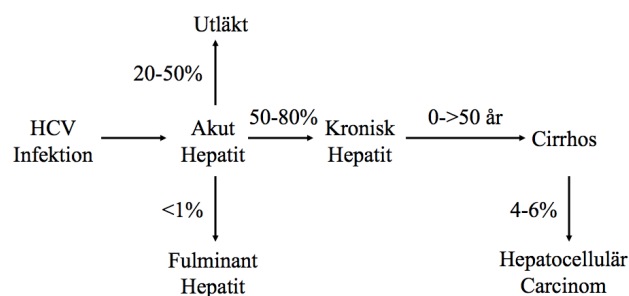 Utläkt
20-50%
HCV
Infektion
Akut
Hepatit
50-80%
Kronisk
Hepatit
0->50 år
Cirrhos
<1%
4-6%
Fulminant
Hepatit
Hepatocellulär
Carcinom